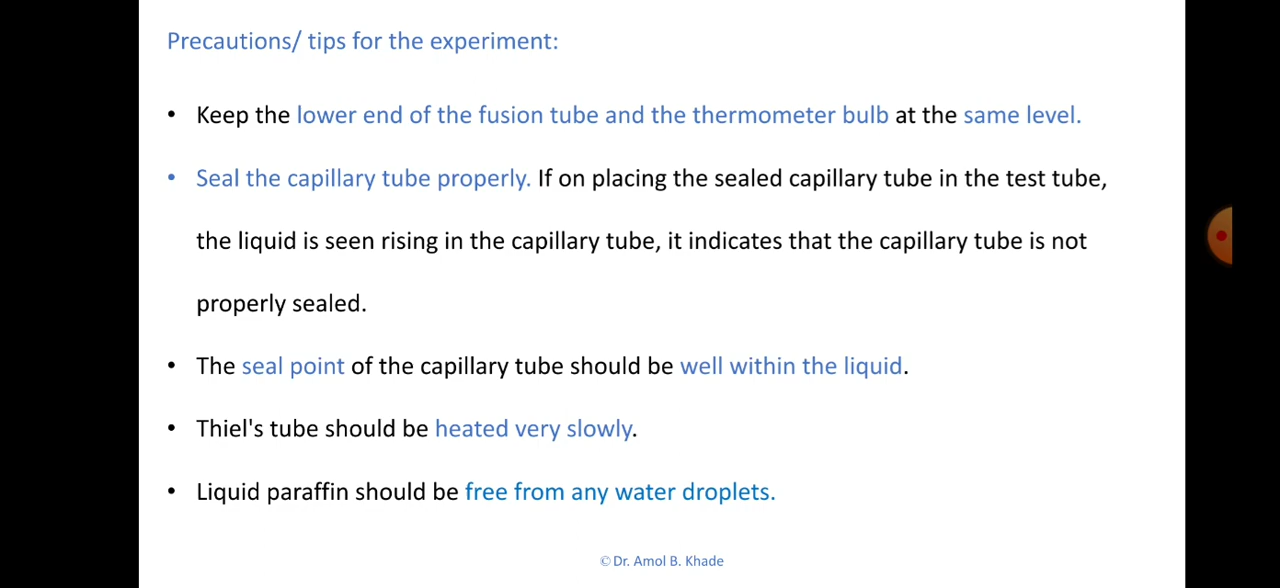 Precautions/ tips for the experiment:
• Keep the lower end of the fusion tube and the thermometer bulb at the same level.
• Seal the capillary tube properly. If on placing the sealed capillary tube in the test tube,
the liquid is seen rising in the capillary tube, it indicates that the capillary tube is not
properly sealed.
• The seal point of the capillary tube should be well within the liquid.
• Thiel's tube should be heated very slowly.
• Liquid paraffin should be free from any water droplets.
© Dr. Amol B. Khade